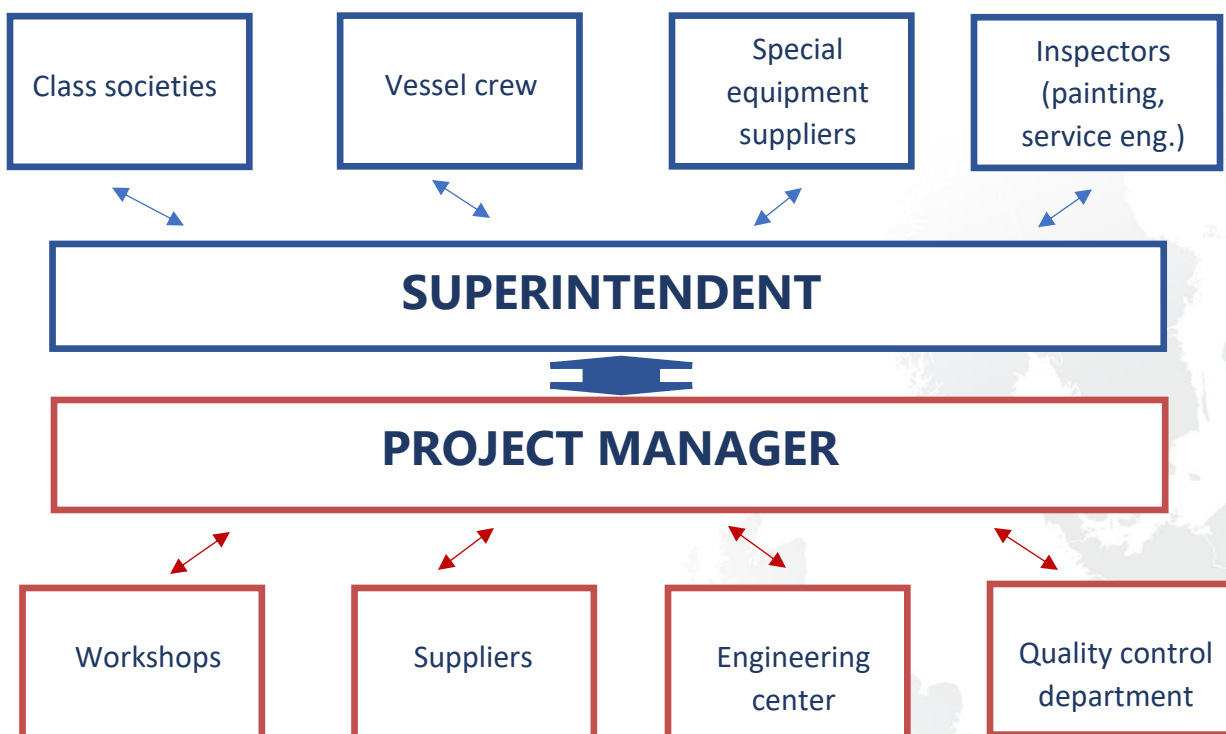 Class societies
Vessel crew
Special
equipment
suppliers
Inspectors
(painting,
service eng.)
SUPERINTENDENT
PROJECT MANAGER
Workshops
Suppliers
Engineering
center
Quality control
department